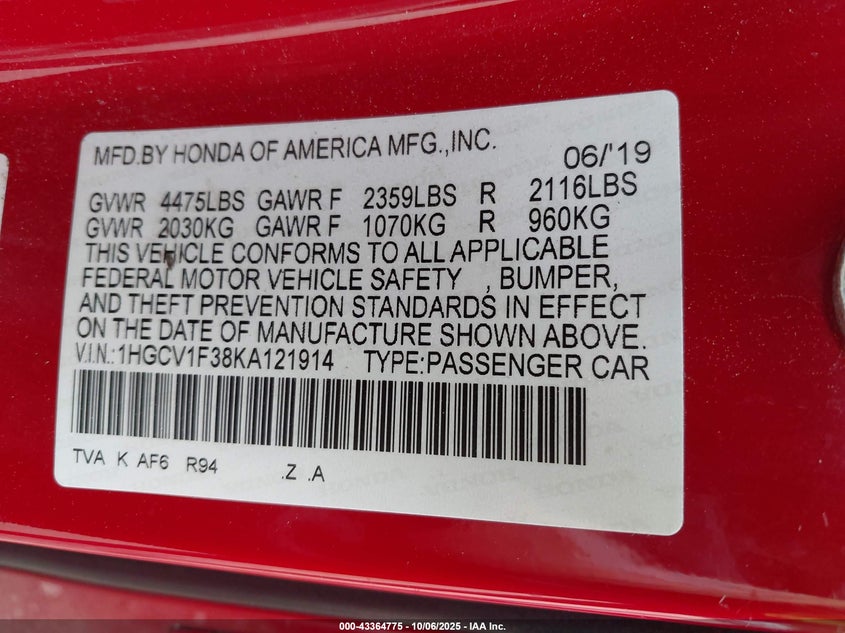 MFD.BY HONDA OF AMERICA MFG.,INC. 06/'19
GVWR 4475LBS GAWR F 2359LBS R 2116LBS
GVWR 2030KG GAWR F 1070KG R 960KG
THIS VEHICLE CONFORMS TO ALL APPLICABLE
FEDERAL MOTOR VEHICLE SAFETY , BUMPER,
AND THEFT PREVENTION STANDARDS IN EFFECT
ON THE DATE OF MANUFACTURE SHOWN ABOVE.
V.I.N.:1HGCV1F38KA121914 TYPE:PASSENGER CAR
TVA K AF6 R94 .Z .A
HONDA
000-43364775 - 10/06/2025 - IAA Inc.